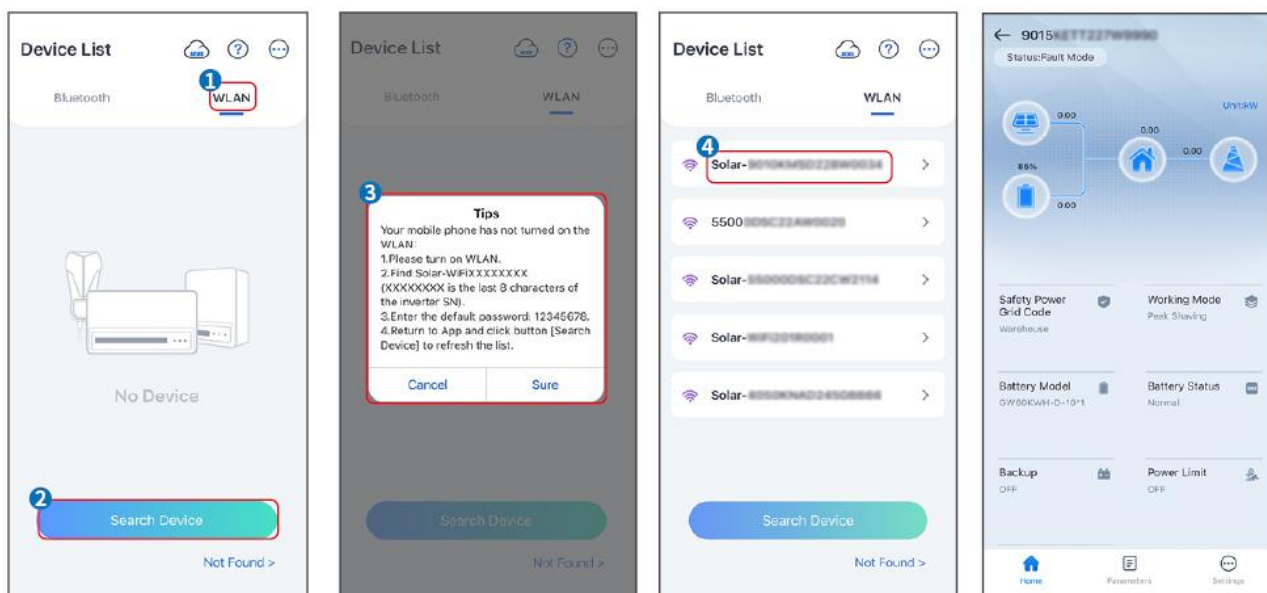 Device List
Bluetooth
1
WLAN
No Device
2
Search Device
Not Found >
Device List
Bluetooth
WLAN
3
Tips
Your mobile phone has not turned on the
WLAN:
1.Please turn on WLAN.
2.Find Solar-WiFiXXXXXXXX
(XXXXXXXX is the last 8 characters of
the inverter SN).
3.Enter the default password: 12345678.
4.Return to App and click button [Search
Device] to refresh the list.
Cancel
Sure
Search Device
Not Found >
Device List
Bluetooth
WLAN
4
Solar-
5500
Solar-
Solar-
Solar-
Search Device
Not Found >
9015
Status:Fault Mode
Unit:kW
0.00
0.00
0.00
85%
0.00
Safety Power
Grid Code
Warehouse
Working Mode
Peak Shaving
Battery Model
Battery Status
Normal
Backup
OFF
Power Limit
OFF
Home
Parameters
Settings